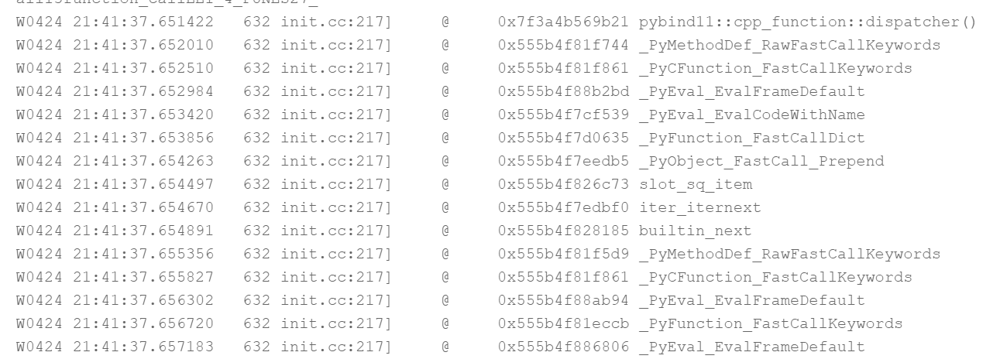 W0424 21:41:37.651422   632 init.cc:217]     @     0x7f3a4b569b21 pybind11::cpp_function::dispatcher()
W0424 21:41:37.652010   632 init.cc:217]     @     0x555b4f81f744 _PyMethodDef_RawFastCallKeywords
W0424 21:41:37.652510   632 init.cc:217]     @     0x555b4f81f861 _PyCFunction_FastCallKeywords
W0424 21:41:37.652984   632 init.cc:217]     @     0x555b4f88b2bd _PyEval_EvalFrameDefault
W0424 21:41:37.653420   632 init.cc:217]     @     0x555b4f7cf539 _PyEval_EvalCodeWithName
W0424 21:41:37.653856   632 init.cc:217]     @     0x555b4f7d0635 _PyFunction_FastCallDict
W0424 21:41:37.654263   632 init.cc:217]     @     0x555b4f7eedb5 _PyObject_FastCall_Prepend
W0424 21:41:37.654497   632 init.cc:217]     @     0x555b4f826c73 slot_sq_item
W0424 21:41:37.654670   632 init.cc:217]     @     0x555b4f7edbf0 iter_iternext
W0424 21:41:37.654891   632 init.cc:217]     @     0x555b4f828185 builtin_next
W0424 21:41:37.655356   632 init.cc:217]     @     0x555b4f81f5d9 _PyMethodDef_RawFastCallKeywords
W0424 21:41:37.655827   632 init.cc:217]     @     0x555b4f81f861 _PyCFunction_FastCallKeywords
W0424 21:41:37.656302   632 init.cc:217]     @     0x555b4f88ab94 _PyEval_EvalFrameDefault
W0424 21:41:37.656720   632 init.cc:217]     @     0x555b4f81eccb _PyFunction_FastCallKeywords
W0424 21:41:37.657183   632 init.cc:217]     @     0x555b4f886806 _PyEval_EvalFrameDefault